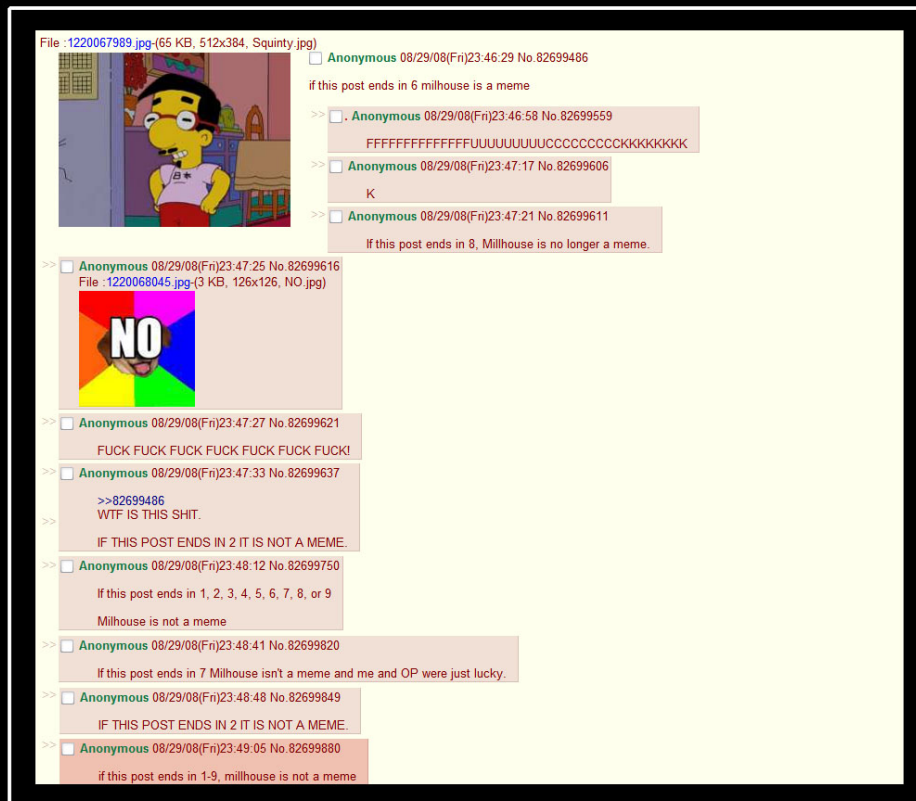 File :1220067989.jpg-(65 KB, 512x384, Squinty.jpg)
日本
Anonymous 08/29/08(Fri)23:46:29 No.82699486
if this post ends in 6 milhouse is a meme
>> . Anonymous 08/29/08(Fri)23:46:58 No.82699559
FFFFFFFFFFFFFFUUUUUUUUUCCCCCCCCCKKKKKKKK
>> Anonymous 08/29/08(Fri)23:47:17 No.82699606
K
>> Anonymous 08/29/08(Fri)23:47:21 No.82699611
If this post ends in 8, Millhouse is no longer a meme.
>> Anonymous 08/29/08(Fri)23:47:25 No.82699616
File :1220068045.jpg-(3 KB, 126x126, NO.jpg)
NO
>> Anonymous 08/29/08(Fri)23:47:27 No.82699621
FUCK FUCK FUCK FUCK FUCK FUCK FUCK!
>> Anonymous 08/29/08(Fri)23:47:33 No.82699637
>>82699486
WTF IS THIS SHIT.
>>
IF THIS POST ENDS IN 2 IT IS NOT A MEME.
>> Anonymous 08/29/08(Fri)23:48:12 No.82699750
If this post ends in 1, 2, 3, 4, 5, 6, 7, 8, or 9
Milhouse is not a meme
>> Anonymous 08/29/08(Fri)23:48:41 No.82699820
If this post ends in 7 Milhouse isn't a meme and me and OP were just lucky.
>> Anonymous 08/29/08(Fri)23:48:48 No.82699849
IF THIS POST ENDS IN 2 IT IS NOT A MEME.
>> Anonymous 08/29/08(Fri)23:49:05 No.82699880
if this post ends in 1-9, millhouse is not a meme